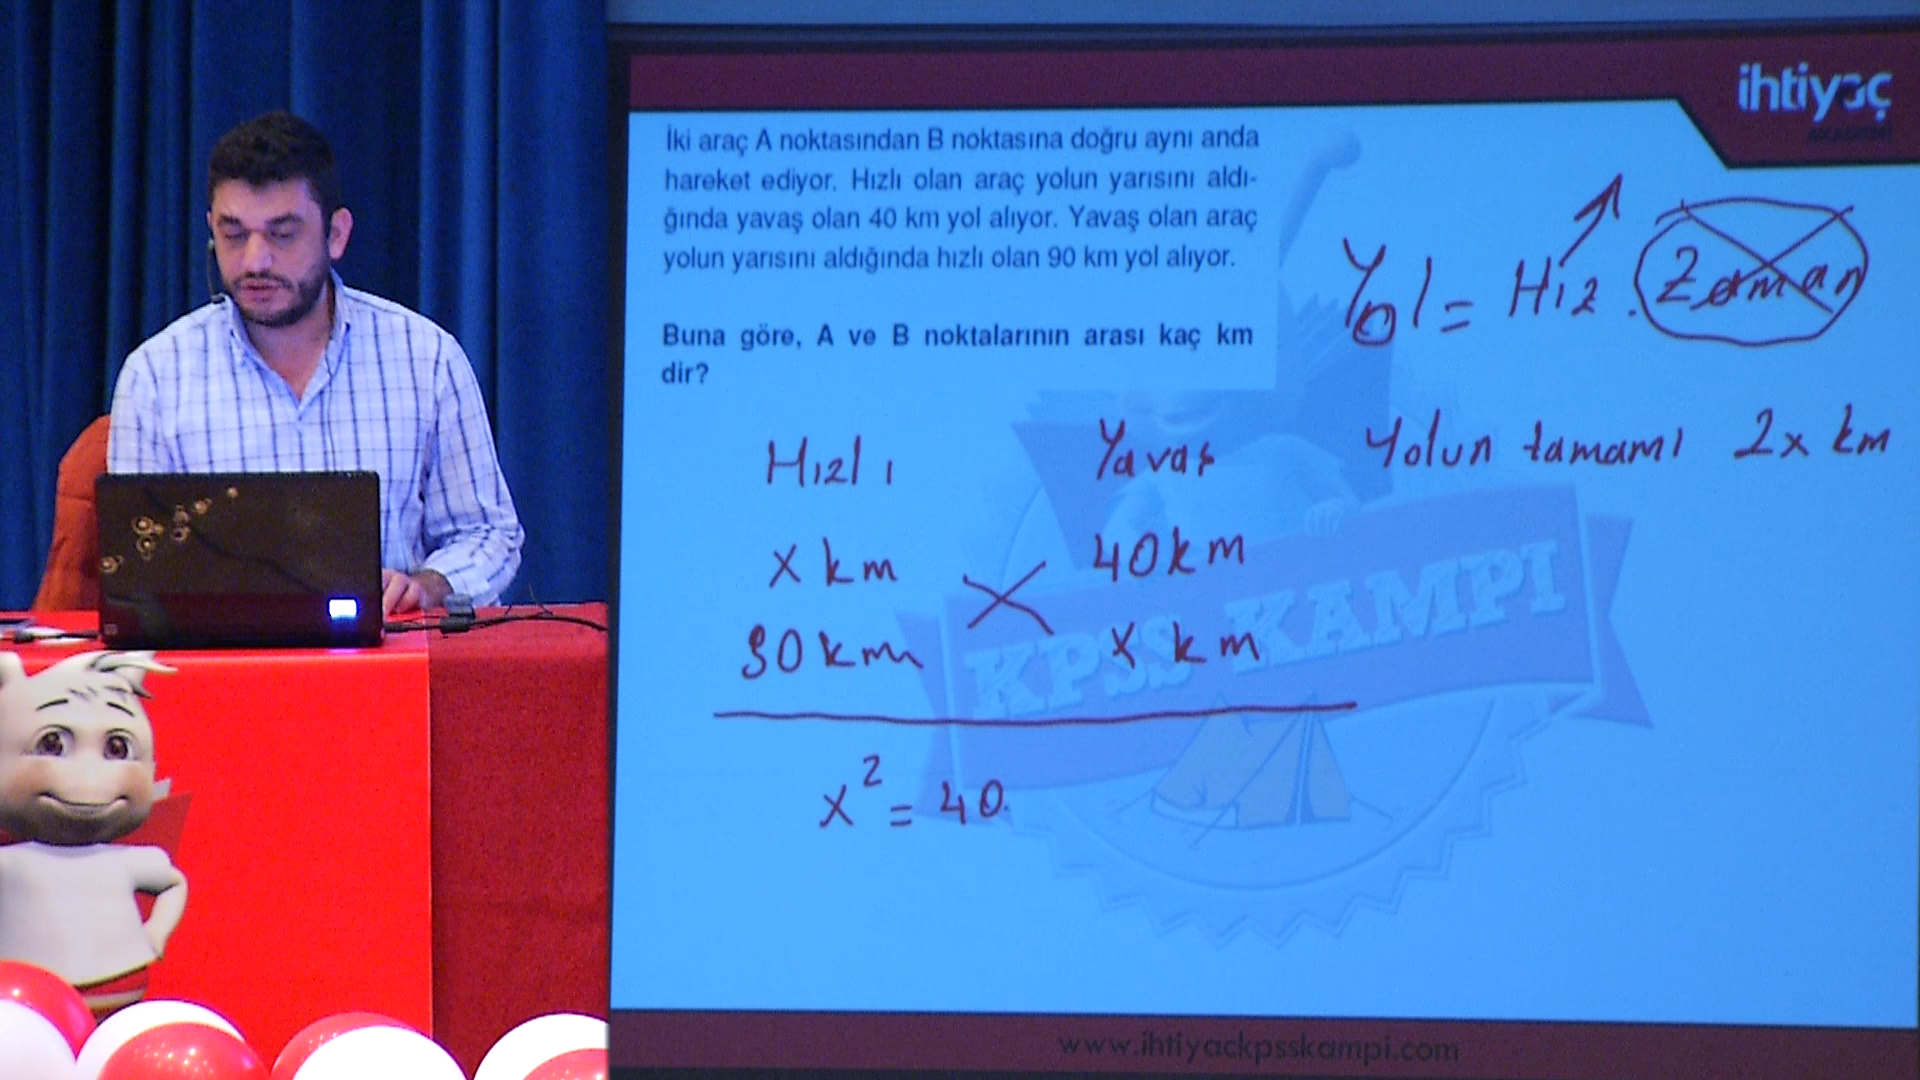 ihtiyaç
İki araç A noktasından B noktasına doğru aynı anda
hareket ediyor. Hızlı olan araç yolun yarısını aldı-
ğında yavaş olan 40 km yol alıyor. Yavaş olan araç
yolun yarısını aldığında hızlı olan 90 km yol alıyor.
Buna göre, A ve B noktalarının arası kaç km
dir?
Yol = Hız . Zaman
Yolun tamamı 2x km
Hızlı Yavaş
x km 40 km
90 km x km
x² = 40.
KPSS KAMPI
www.ihtiyackpsskampi.com